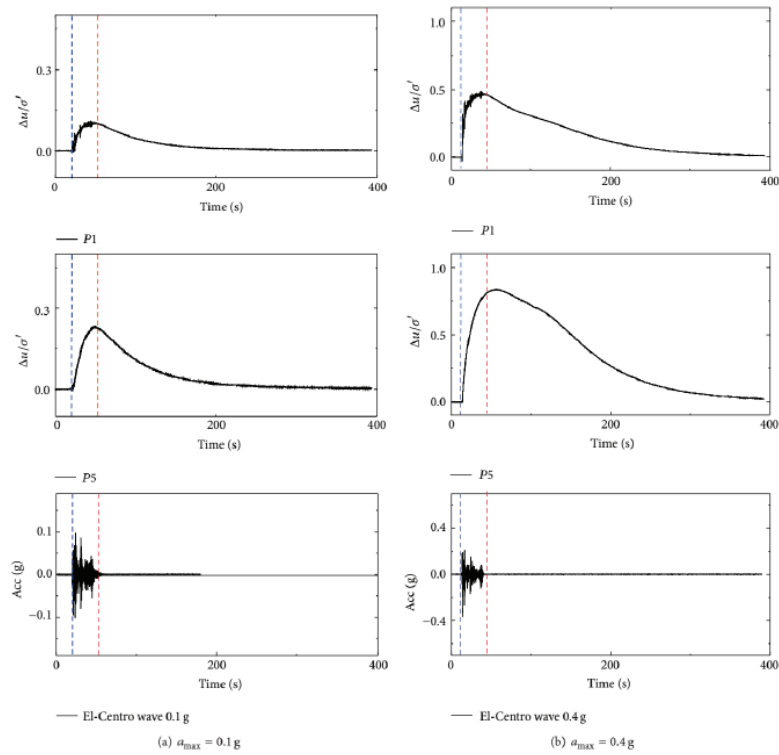 0.3
0.0
Δu/σ′
0 200 400
Time (s)
P1
0.3
0.0
Δu/σ′
0 200 400
Time (s)
P5
0.1
0.0
−0.1
Acc (g)
0 200 400
Time (s)
El-Centro wave 0.1 g
(a) a_max = 0.1 g
1.0
0.5
0.0
Δu/σ′
0 200 400
Time (s)
P1
1.0
0.5
0.0
Δu/σ′
0 200 400
Time (s)
P5
0.4
0.0
−0.4
Acc (g)
0 200 400
Time (s)
El-Centro wave 0.4 g
(b) a_max = 0.4 g